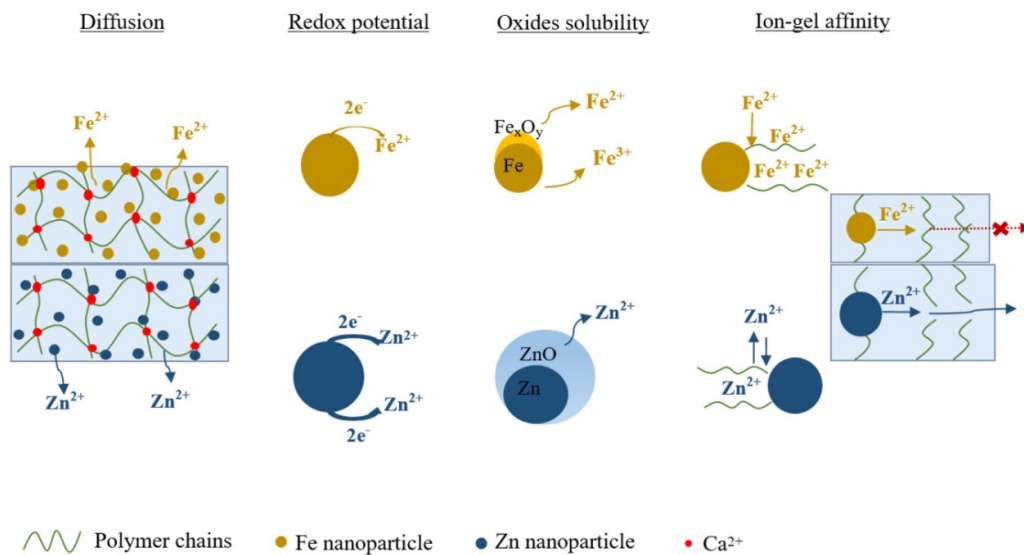 Diffusion
Redox potential
Oxides solubility
Ion-gel affinity
Fe²⁺
Fe²⁺
2e⁻
Fe²⁺
FeₓOᵧ
Fe
Fe²⁺
Fe³⁺
Fe²⁺
Fe²⁺
Fe²⁺ Fe²⁺
Fe²⁺
Zn²⁺
Zn²⁺
2e⁻
Zn²⁺
Zn²⁺
2e⁻
ZnO
Zn
Zn²⁺
Zn²⁺
Zn²⁺
Zn²⁺
Polymer chains
Fe nanoparticle
Zn nanoparticle
Ca²⁺